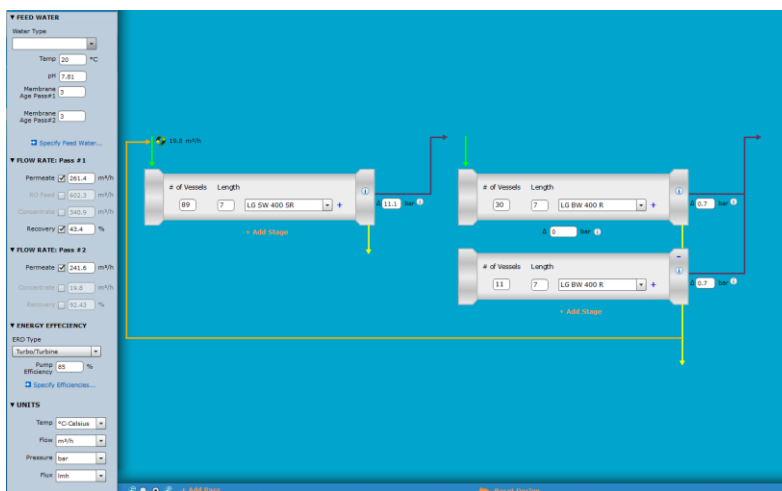 ▼ FEED WATER
Water Type
Temp 20 °C
pH 7.81
Membrane Age Pass#1 3
Membrane Age Pass#2 3
Specify Feed Water...
▼ FLOW RATE: Pass #1
Permeate 261.4 m³/h
RO Feed 602.3 m³/h
Concentrate 340.9 m³/h
Recovery 43.4 %
▼ FLOW RATE: Pass #2
Permeate 241.6 m³/h
Concentrate 19.8 m³/h
Recovery 92.43 %
▼ ENERGY EFFECIENCY
ERD Type
Turbo/Turbine
Pump Efficiency 85 %
Specify Efficiencies...
▼ UNITS
Temp °C-Celsius
Flow m³/h
Pressure bar
Flux lmh
19.8 m³/h
# of Vessels Length
89 7 LG SW 400 SR +
Δ 11.1 bar
+ Add Stage
# of Vessels Length
30 7 LG BW 400 R +
Δ 0.7 bar
Δ 0 bar
# of Vessels Length
11 7 LG BW 400 R +
Δ 0.7 bar
+ Add Stage
+ Add Pass
Reset Design